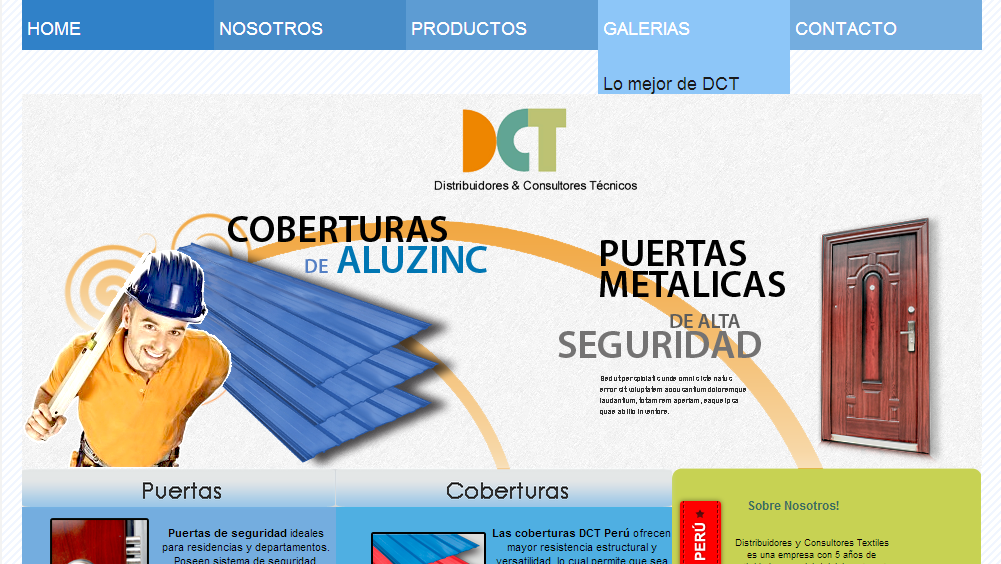 HOME
NOSOTROS
PRODUCTOS
GALERIAS
CONTACTO
Lo mejor de DCT
DCT
Distribuidores & Consultores Técnicos
COBERTURAS
DE ALUZINC
PUERTAS
METALICAS
DE ALTA
SEGURIDAD
Sed ut perspiciatis unde omnis iste natus
error sit voluptatem accusantium doloremque
laudantium, totam rem aperiam, eaque ipsa
quae ab illo inventore.
Puertas
Puertas de seguridad ideales
para residencias y departamentos.
Poseen sistema de seguridad
Coberturas
Las coberturas DCT Perú ofrecen
mayor resistencia estructural y
versatilidad, lo cual permite que sea
PERÚ
Sobre Nosotros!
Distribuidores y Consultores Textiles
es una empresa con 5 años de